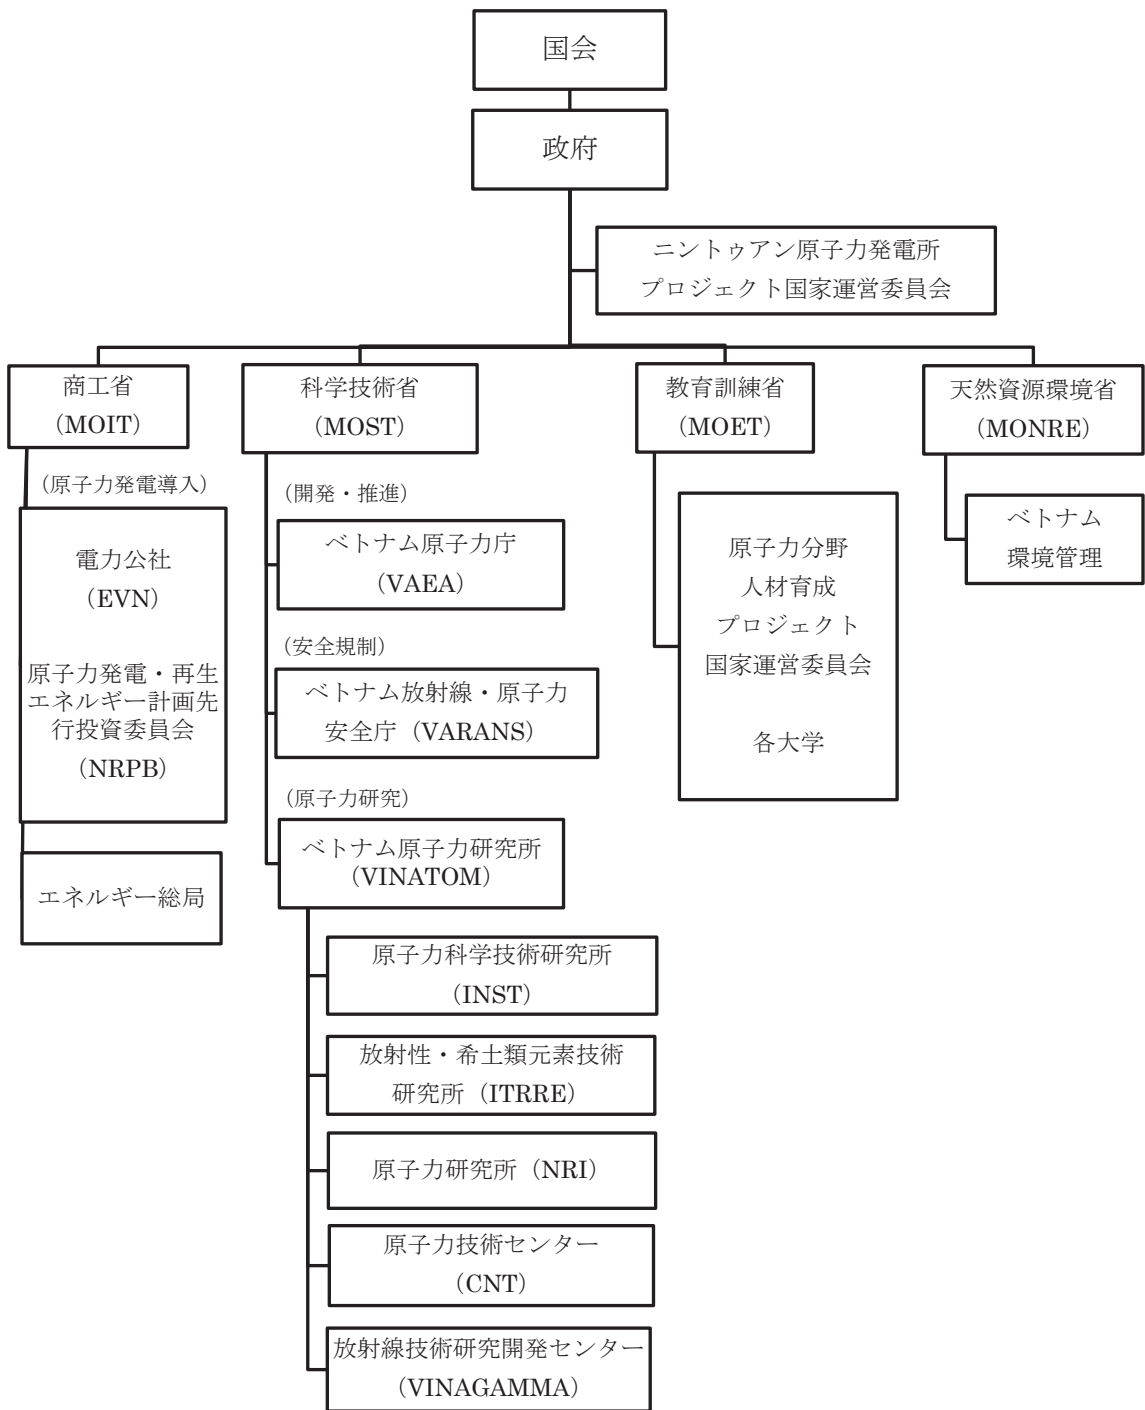 国会
政府
ニントゥアン原子力発電所
プロジェクト国家運営委員会
商工省
(MOIT)
科学技術省
(MOST)
教育訓練省
(MOET)
天然資源環境省
(MONRE)
(原子力発電導入)
電力公社
(EVN)
原子力発電・再生
エネルギー計画先
行投資委員会
(NRPB)
エネルギー総局
(開発・推進)
ベトナム原子力庁
(VAEA)
(安全規制)
ベトナム放射線・原子力
安全庁(VARANS)
(原子力研究)
ベトナム原子力研究所
(VINATOM)
原子力科学技術研究所
(INST)
放射性・希土類元素技術
研究所(ITRRE)
原子力研究所(NRI)
原子力技術センター
(CNT)
放射線技術研究開発センター
(VINAGAMMA)
原子力分野
人材育成
プロジェクト
国家運営委員会
各大学
ベトナム
環境管理